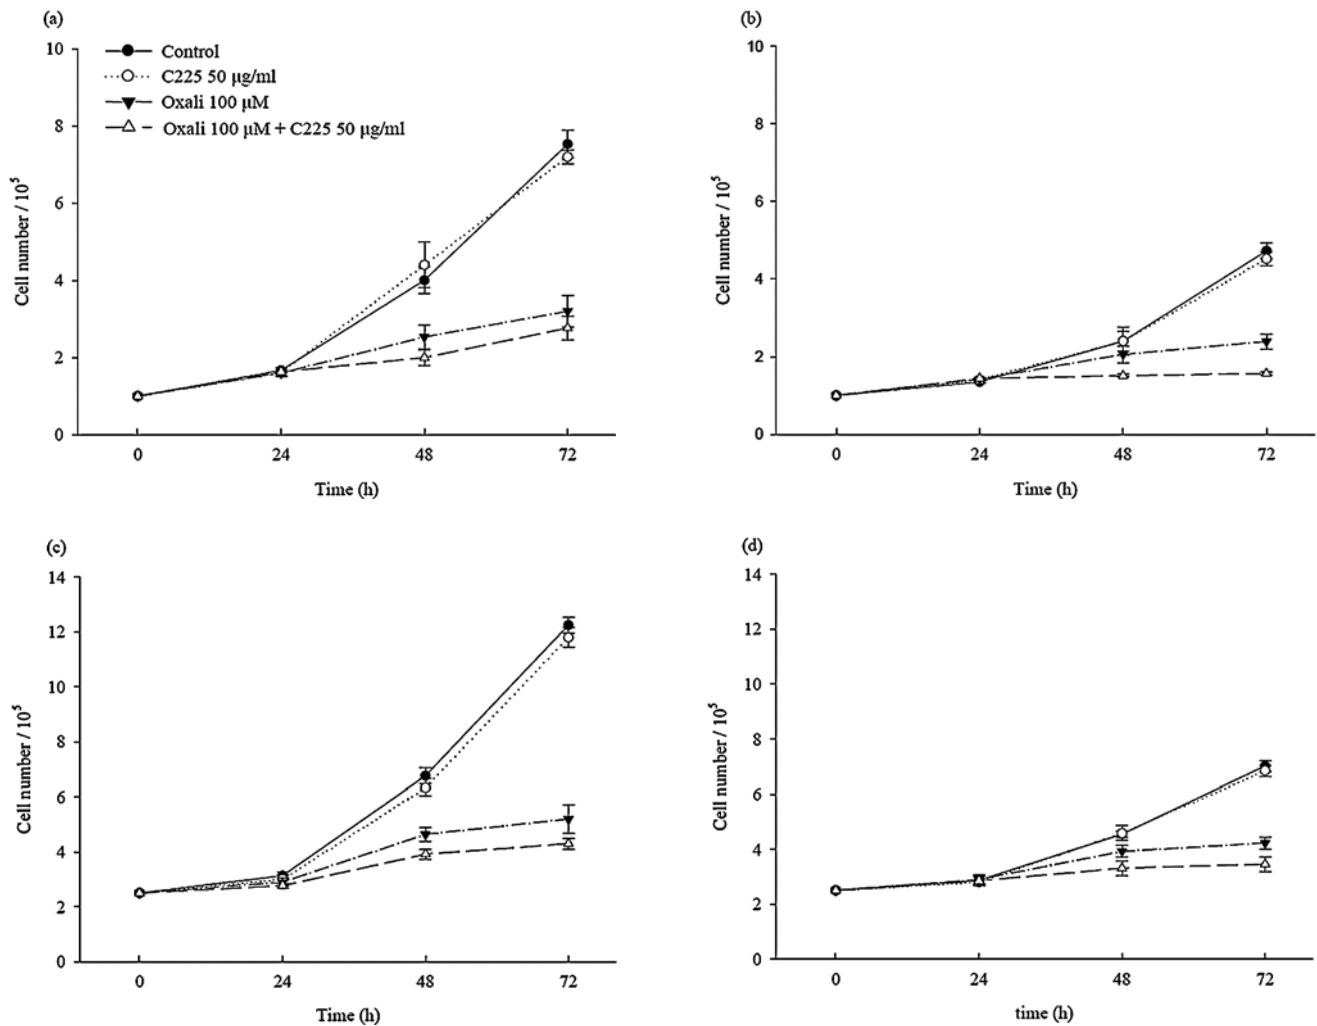 (a)
10
8
6
4
2
0
Cell number / 10⁵
Control
C225 50 µg/ml
Oxali 100 µM
Oxali 100 µM + C225 50 µg/ml
0 24 48 72
Time (h)
(b)
10
8
6
4
2
0
Cell number / 10⁵
0 24 48 72
Time (h)
(c)
14
12
10
8
6
4
2
0
Cell number / 10⁵
0 24 48 72
Time (h)
(d)
14
12
10
8
6
4
2
0
Cell number / 10⁵
0 24 48 72
time (h)